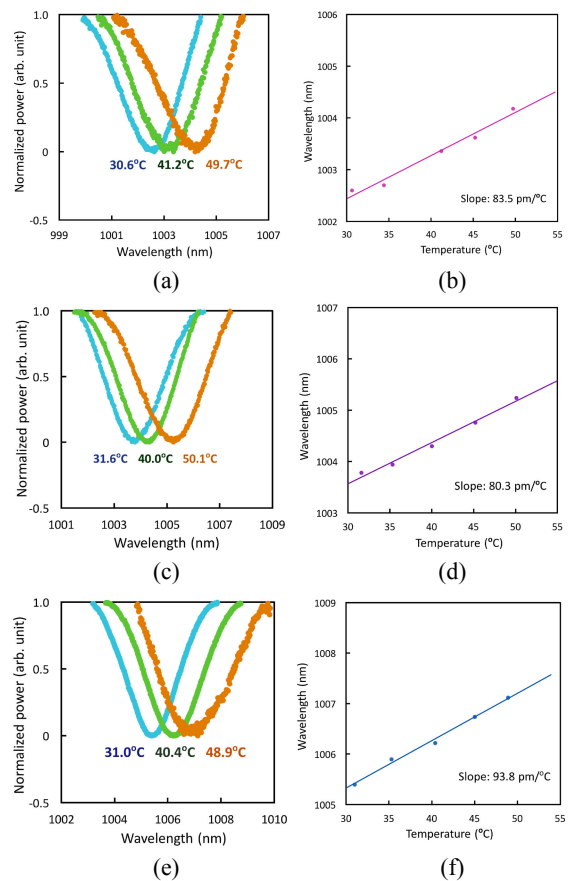 Normalized power (arb. unit)
1.0
0.5
0
-0.5
30.6°C 41.2°C 49.7°C
999 1001 1003 1005 1007
Wavelength (nm)
(a)
Wavelength (nm)
1006
1005
1004
1003
1002
Slope: 83.5 pm/°C
30 35 40 45 50 55
Temperature (°C)
(b)
Normalized power (arb. unit)
1.0
0.5
0
-0.5
31.6°C 40.0°C 50.1°C
1001 1003 1005 1007 1009
Wavelength (nm)
(c)
Wavelength (nm)
1007
1006
1005
1004
1003
Slope: 80.3 pm/°C
30 35 40 45 50 55
Temperature (°C)
(d)
Normalized power (arb. unit)
1.0
0.5
0
-0.5
31.0°C 40.4°C 48.9°C
1002 1004 1006 1008 1010
Wavelength (nm)
(e)
Wavelength (nm)
1009
1008
1007
1006
1005
Slope: 93.8 pm/°C
30 35 40 45 50 55
Temperature (°C)
(f)